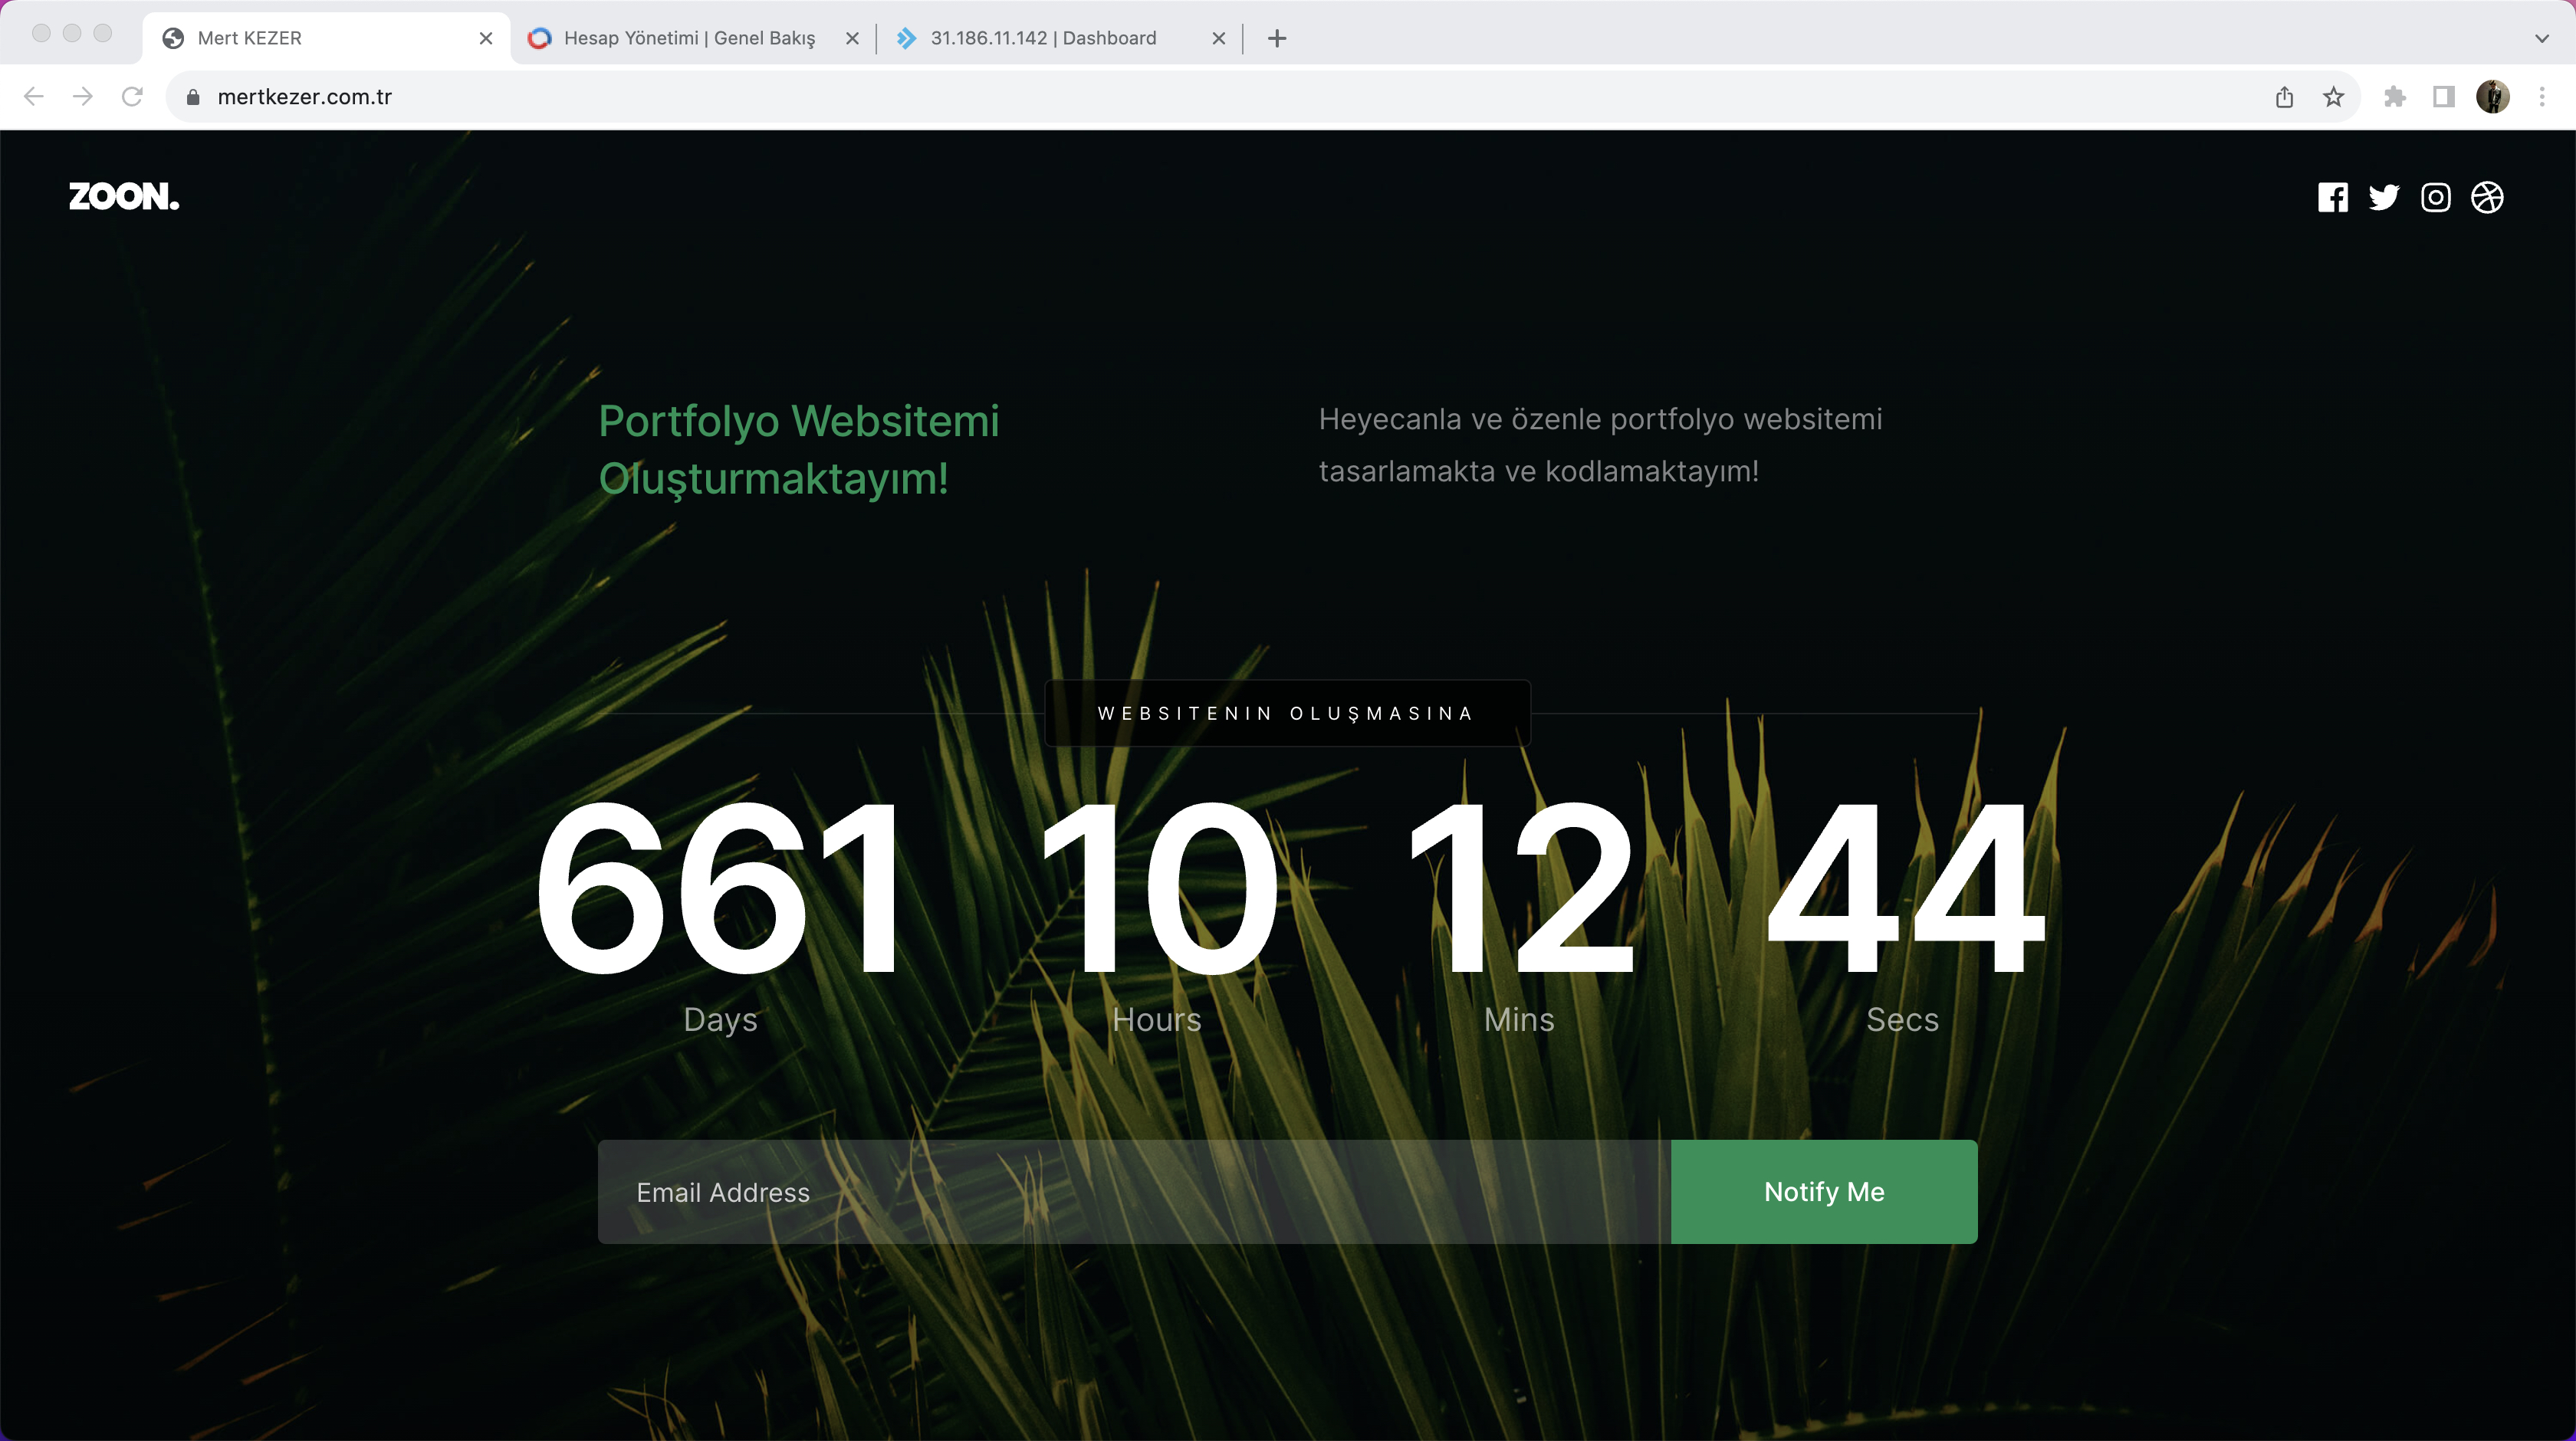 Mert KEZER
Hesap Yönetimi | Genel Bakış
31.186.11.142 | Dashboard
mertkezer.com.tr
ZOON.
Portfolyo Websitemi
Oluşturmaktayım!
Heyecanla ve özenle portfolyo websitemi
tasarlamakta ve kodlamaktayım!
WEBSITENIN OLUŞMASINA
661 10 12 44
Days Hours Mins Secs
Email Address
Notify Me